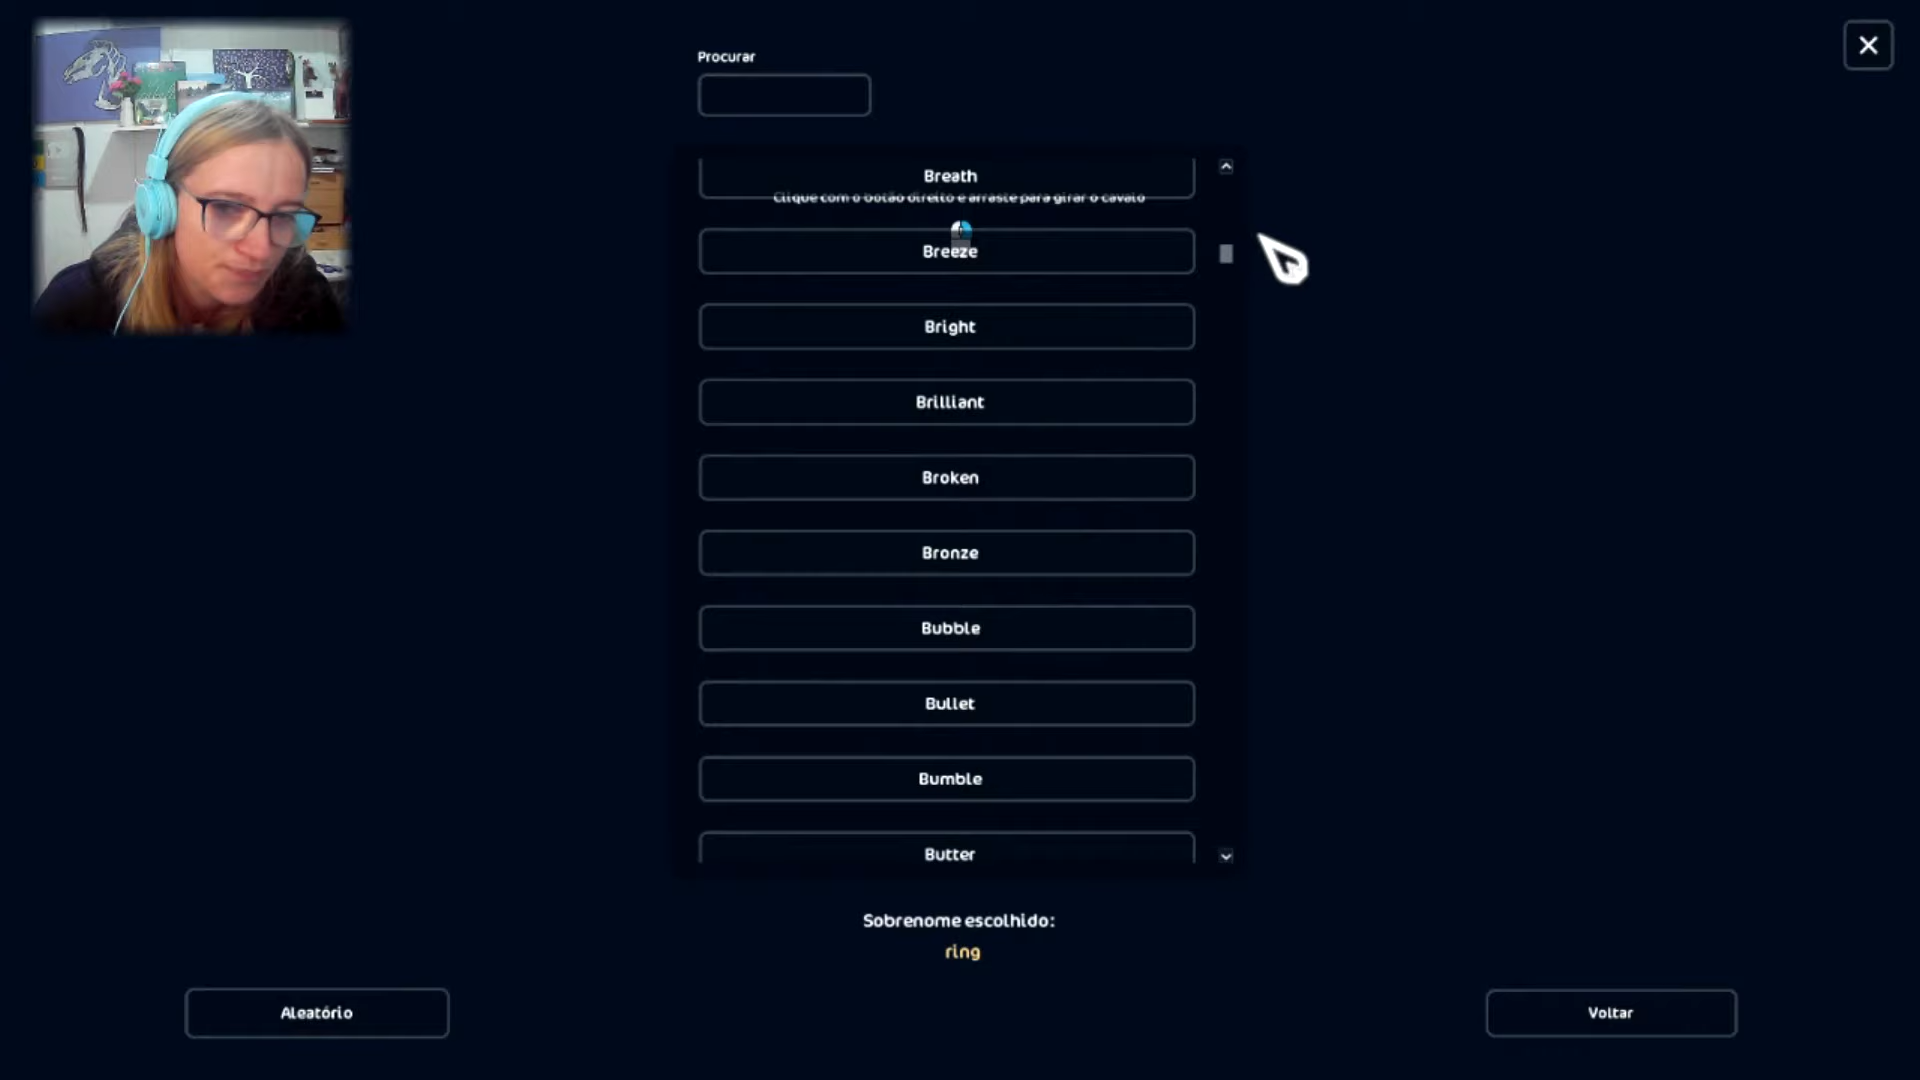 Procurar
Breath
Clique com o botão direito e arraste para girar o cavalo
Breeze
Bright
Brilliant
Broken
Bronze
Bubble
Bullet
Bumble
Butter
Sobrenome escolhido:
ring
Aleatório
Voltar